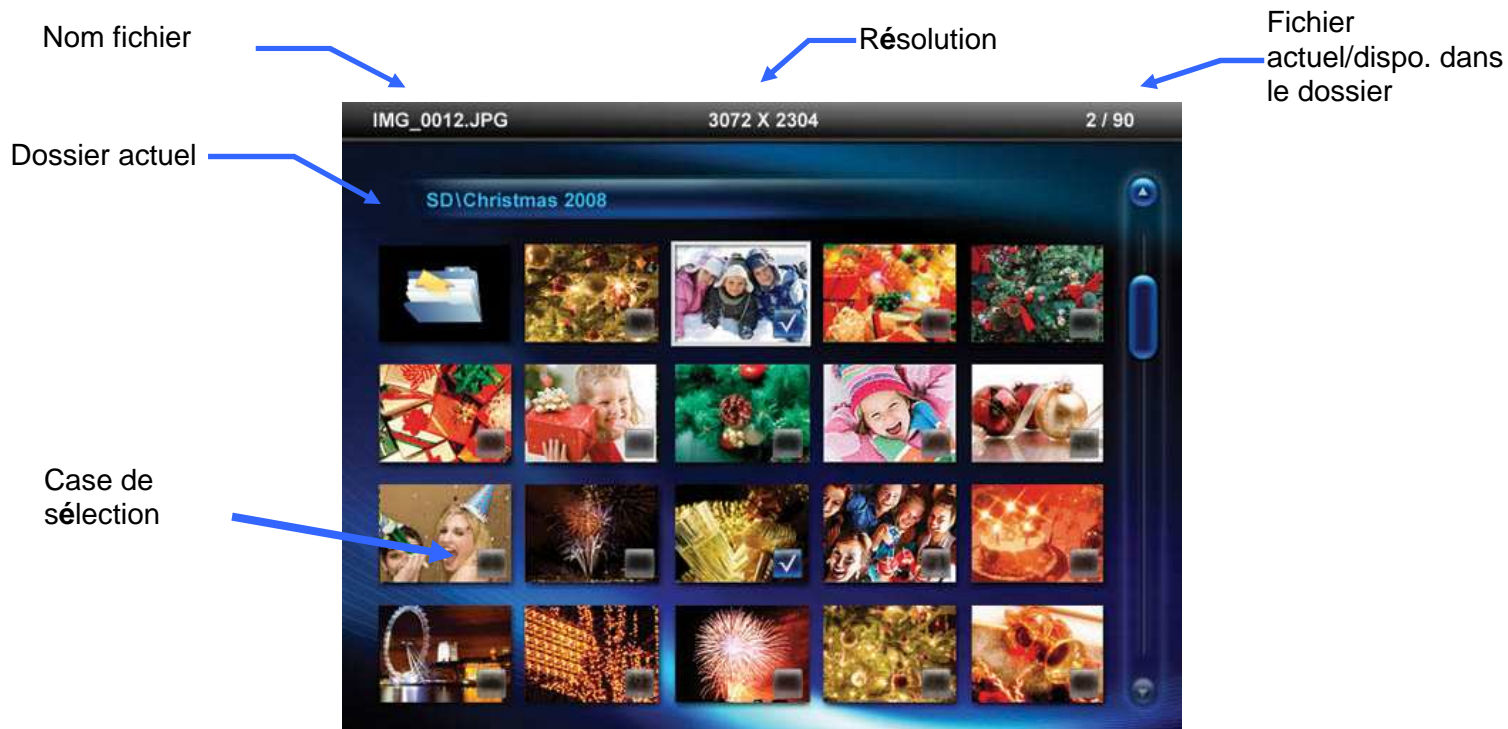 Nom fichier
Résolution
Fichier
actuel/dispo. dans
le dossier
IMG_0012.JPG
3072 X 2304
2 / 90
Dossier actuel
SD\Christmas 2008
Case de
sélection